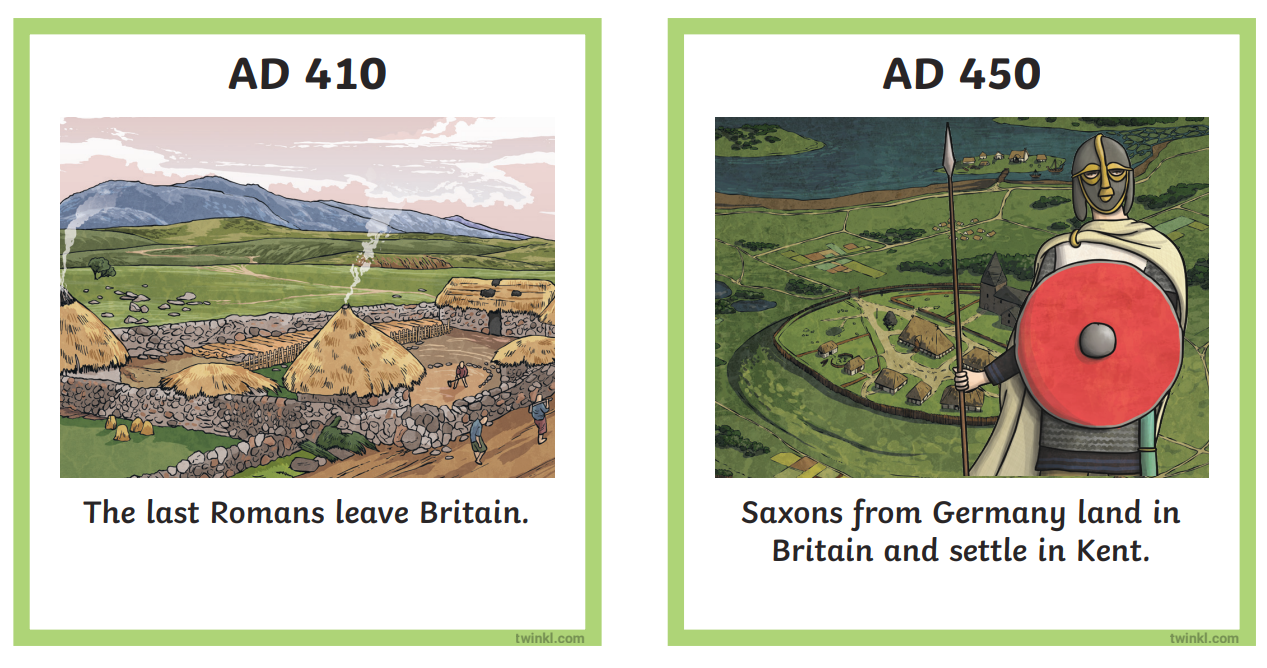 AD 410
The last Romans leave Britain.
twinkl.com
AD 450
Saxons from Germany land in
Britain and settle in Kent.
twinkl.com